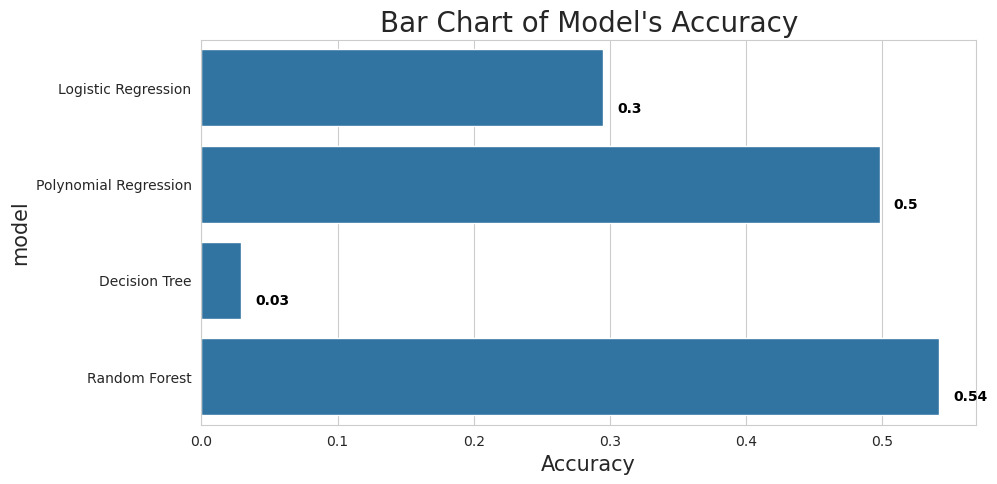 Bar Chart of Model's Accuracy
Logistic Regression
0.3
Polynomial Regression
0.5
model
Decision Tree
0.03
Random Forest
0.54
0.0 0.1 0.2 0.3 0.4 0.5
Accuracy